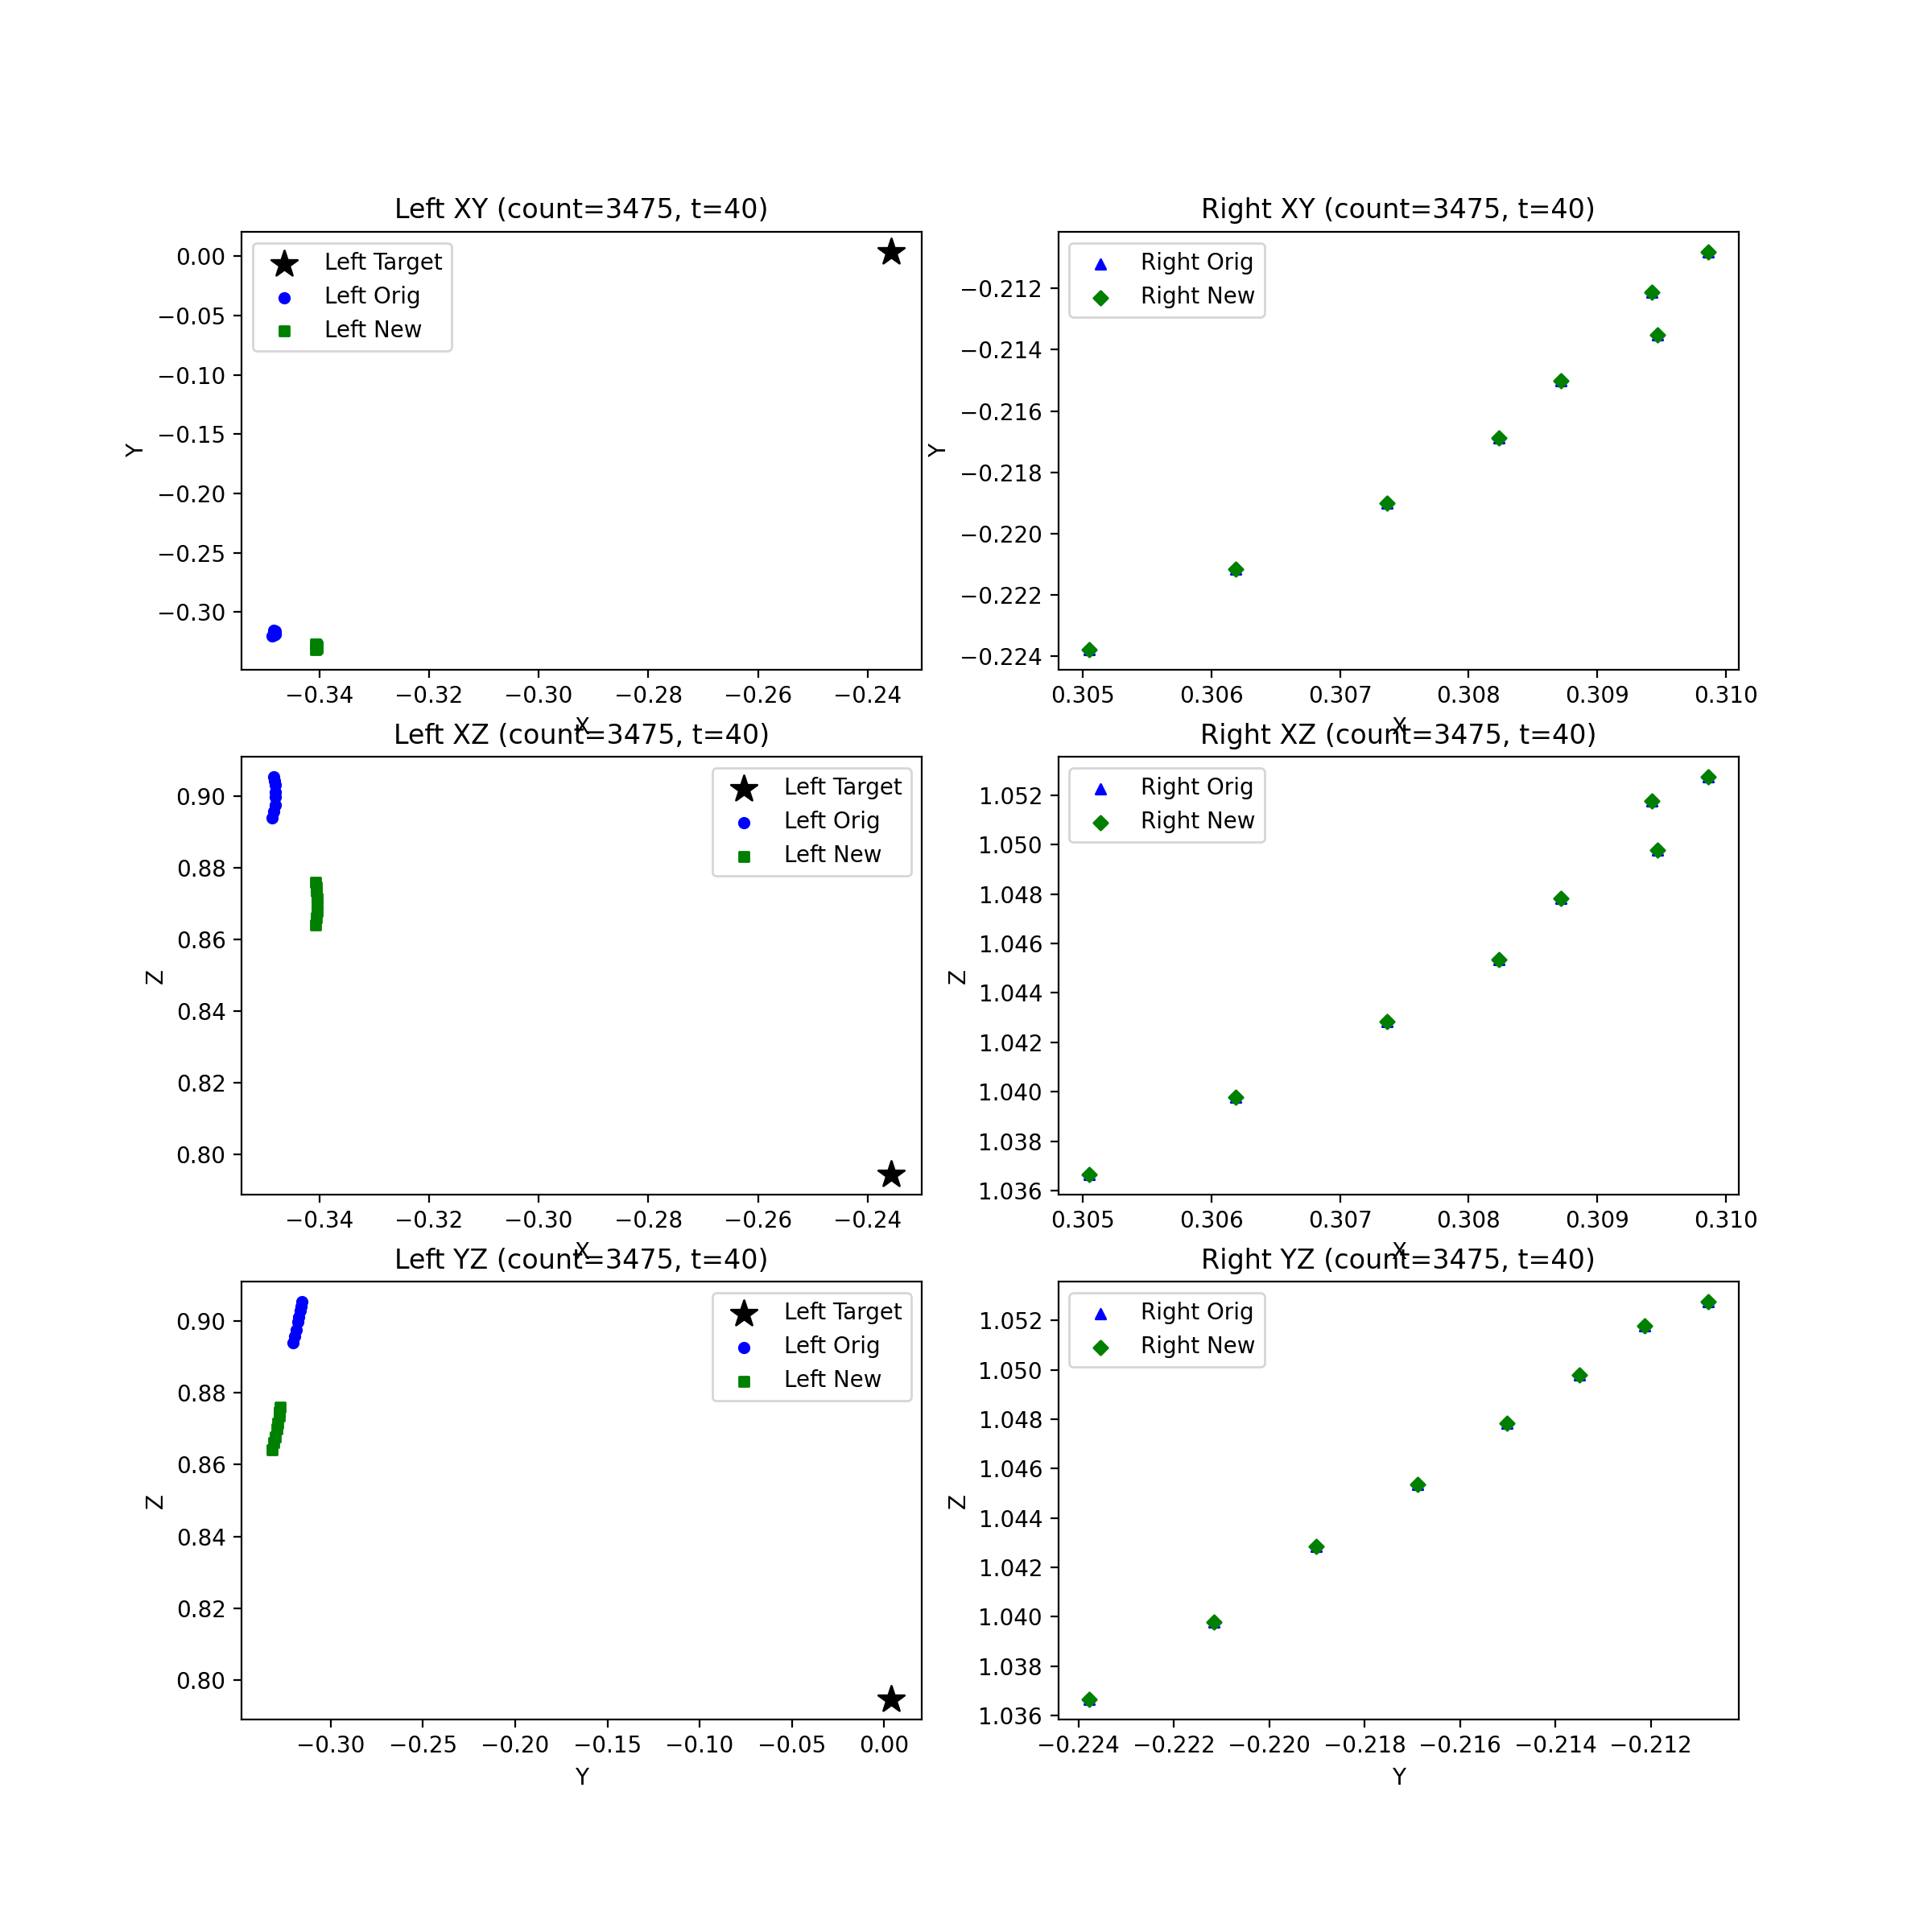 Left XY (count=3475, t=40)
Left Target
Left Orig
Left New
0.00
−0.05
−0.10
−0.15
−0.20
−0.25
−0.30
Y
−0.34
−0.32
−0.30
−0.28
−0.26
−0.24
X
Right XY (count=3475, t=40)
Right Orig
Right New
−0.212
−0.214
−0.216
−0.218
−0.220
−0.222
−0.224
Y
0.305
0.306
0.307
0.308
0.309
0.310
X
Left XZ (count=3475, t=40)
Left Target
Left Orig
Left New
0.90
0.88
0.86
0.84
0.82
0.80
Z
−0.34
−0.32
−0.30
−0.28
−0.26
−0.24
X
Right XZ (count=3475, t=40)
Right Orig
Right New
1.052
1.050
1.048
1.046
1.044
1.042
1.040
1.038
1.036
Z
0.305
0.306
0.307
0.308
0.309
0.310
X
Left YZ (count=3475, t=40)
Left Target
Left Orig
Left New
0.90
0.88
0.86
0.84
0.82
0.80
Z
−0.30
−0.25
−0.20
−0.15
−0.10
−0.05
0.00
Y
Right YZ (count=3475, t=40)
Right Orig
Right New
1.052
1.050
1.048
1.046
1.044
1.042
1.040
1.038
1.036
Z
−0.224
−0.222
−0.220
−0.218
−0.216
−0.214
−0.212
Y